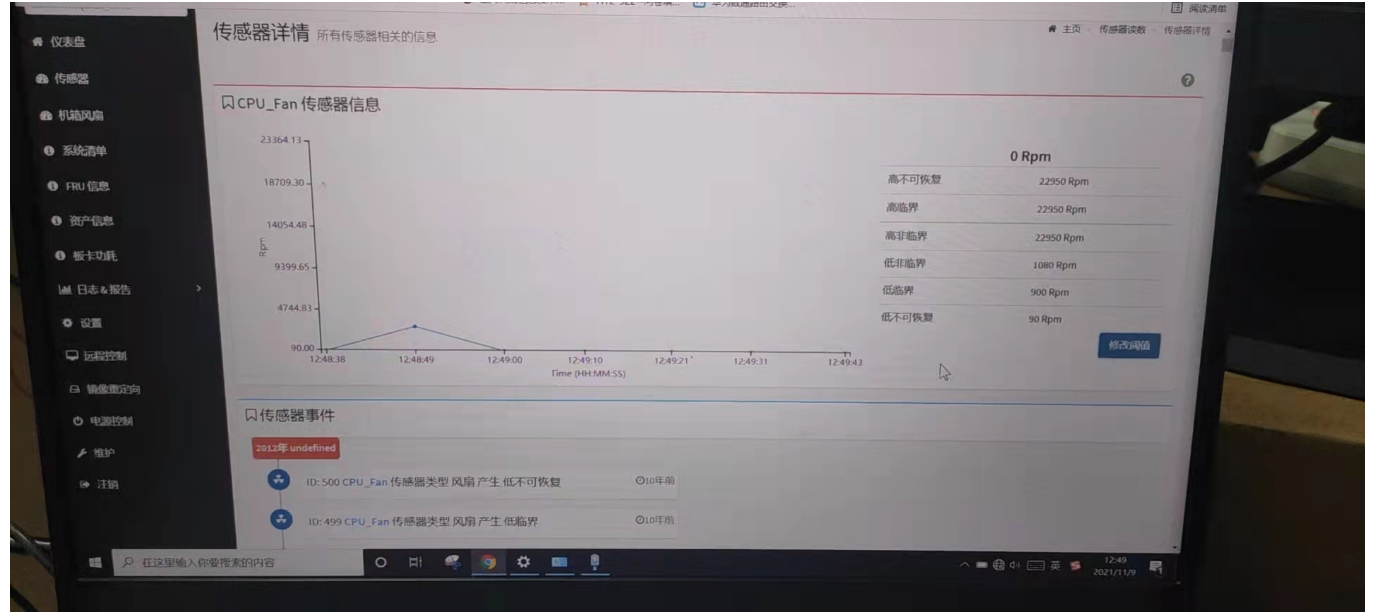 阅读清单
传感器详情 所有传感器相关的信息
主页 - 传感器读数 - 传感器详情
仪表盘
传感器
机箱风扇
系统清单
FRU 信息
资产信息
板卡功耗
日志&报告
设置
远程控制
镜像重定向
电源控制
维护
注销
CPU_Fan 传感器信息
23364.13
18709.30
14054.48
9399.65
4744.83
90.00
Rpm
12:48:38 12:48:49 12:49:00 12:49:10 12:49:21 12:49:31 12:49:43
Time (HH:MM:SS)
0 Rpm
高不可恢复 22950 Rpm
高临界 22950 Rpm
高非临界 22950 Rpm
低非临界 1080 Rpm
低临界 900 Rpm
低不可恢复 90 Rpm
修改阈值
传感器事件
2012年 undefined
ID: 500 CPU_Fan 传感器类型 风扇 产生 低不可恢复 10年前
ID: 499 CPU_Fan 传感器类型 风扇 产生 低临界 10年前
在这里输入你要搜索的内容
英
12:49
2021/11/9